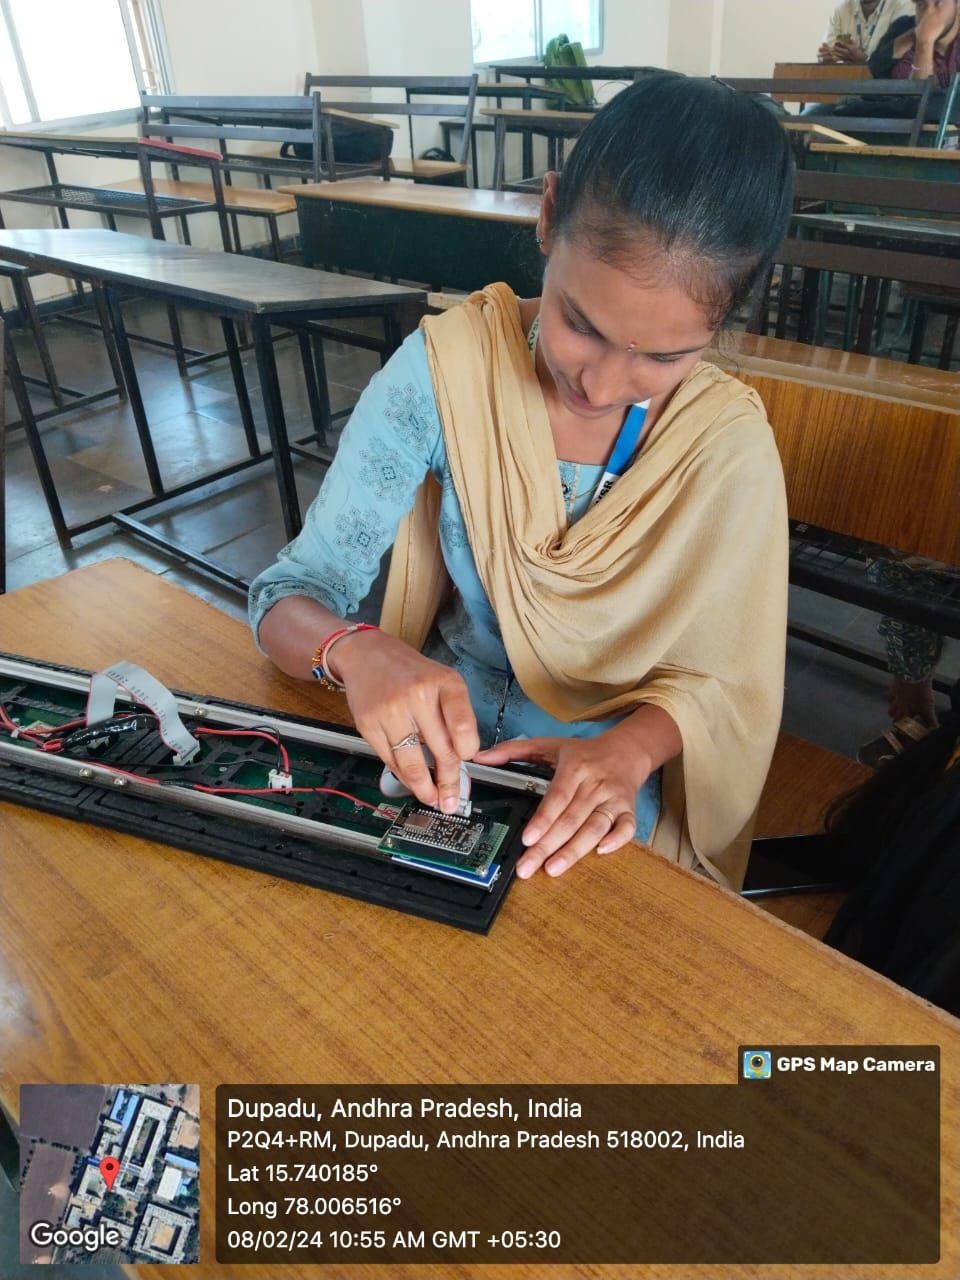 GPS Map Camera
Dupadu, Andhra Pradesh, India
P2Q4+RM, Dupadu, Andhra Pradesh 518002, India
Lat 15.740185°
Long 78.006516°
08/02/24 10:55 AM GMT +05:30
Google